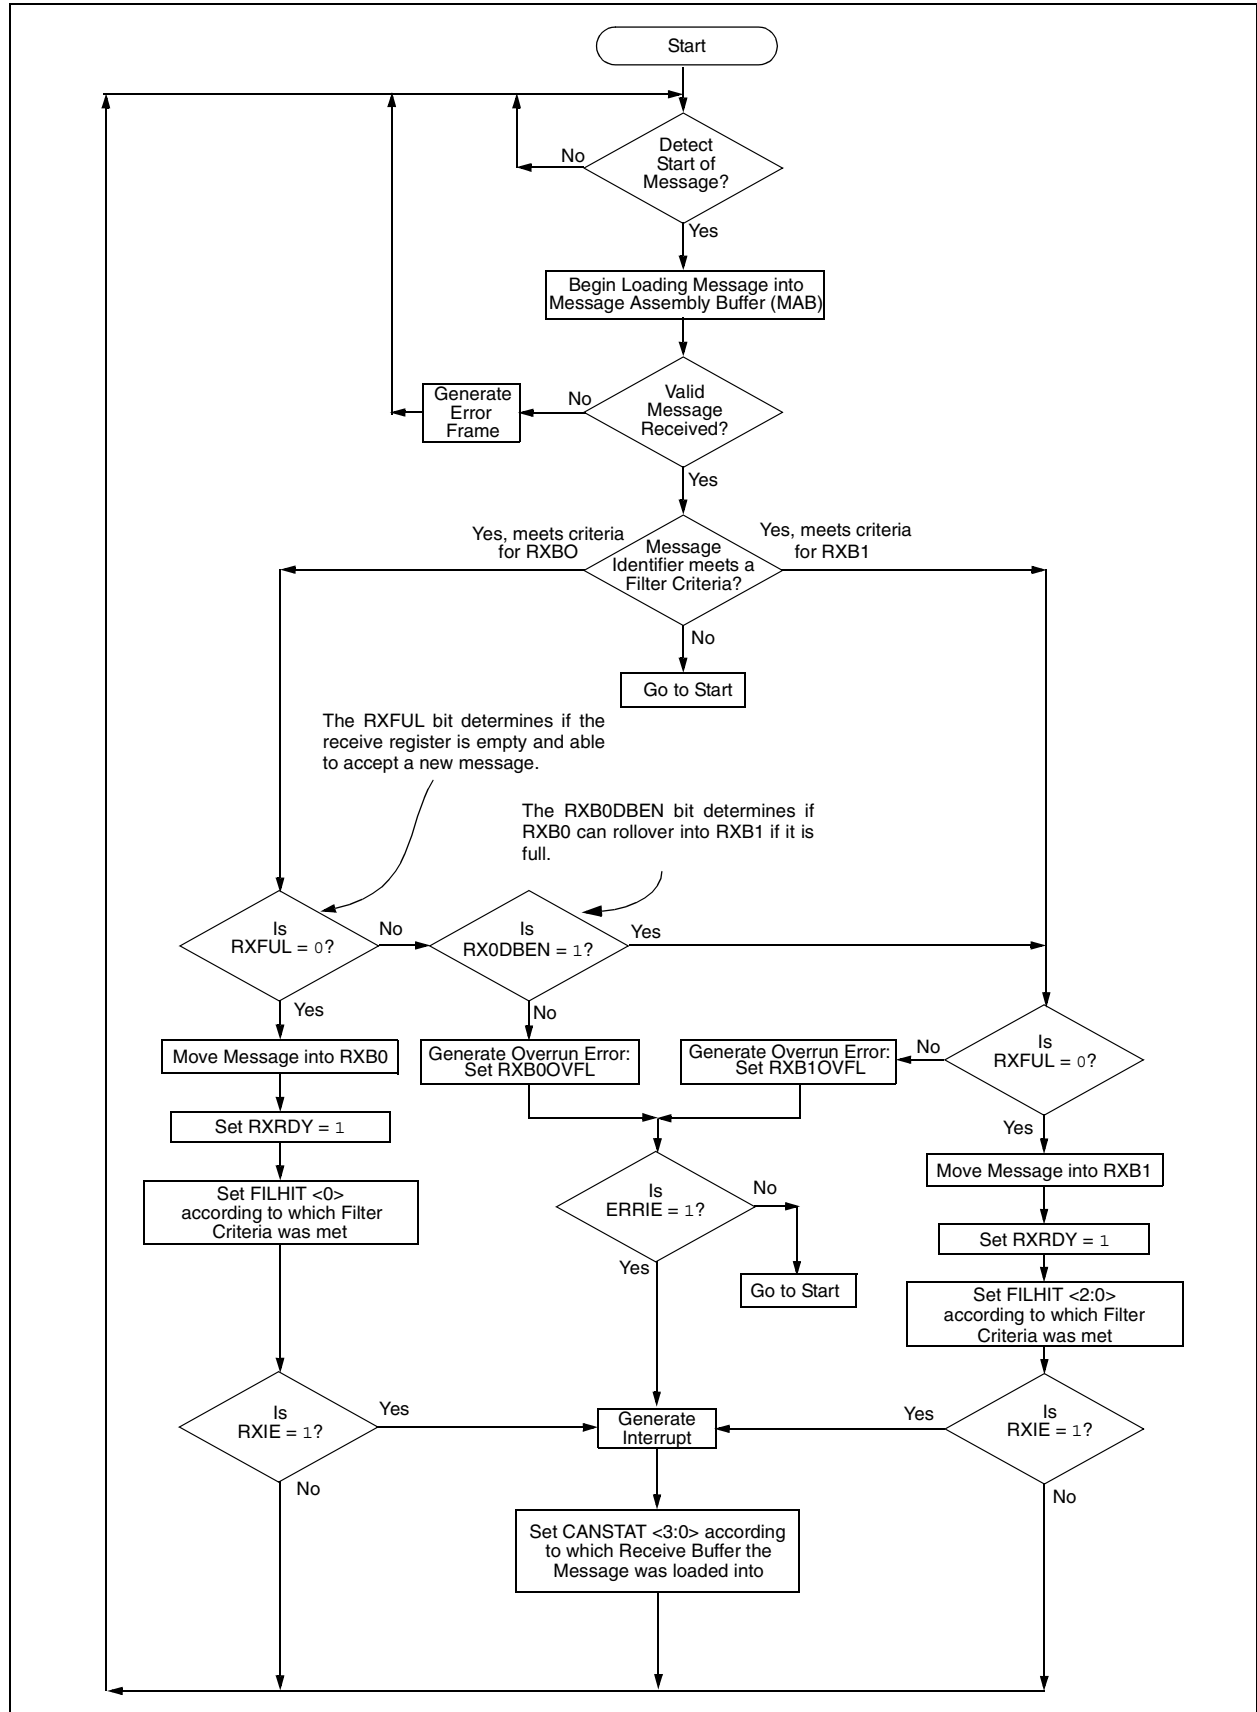 Start
Detect
Start of
Message?
No
Yes
Begin Loading Message into
Message Assembly Buffer (MAB)
Valid
Message
Received?
No
Generate
Error
Frame
Yes
Yes, meets criteria
for RXBO
Message
Identifier meets a
Filter Criteria?
Yes, meets criteria
for RXB1
No
Go to Start
The RXFUL bit determines if the
receive register is empty and able
to accept a new message.
The RXB0DBEN bit determines if
RXB0 can rollover into RXB1 if it is
full.
Is
RXFUL = 0?
No
Is
RX0DBEN = 1?
Yes
Yes
No
Move Message into RXB0
Generate Overrun Error:
Set RXB0OVFL
Generate Overrun Error:
Set RXB1OVFL
No
Is
RXFUL = 0?
Set RXRDY = 1
Yes
Move Message into RXB1
Set FILHIT <0>
according to which Filter
Criteria was met
Is
ERRIE = 1?
No
Set RXRDY = 1
Yes
Go to Start
Set FILHIT <2:0>
according to which Filter
Criteria was met
Is
RXIE = 1?
Yes
Generate
Interrupt
Yes
Is
RXIE = 1?
No
No
Set CANSTAT <3:0> according
to which Receive Buffer the
Message was loaded into